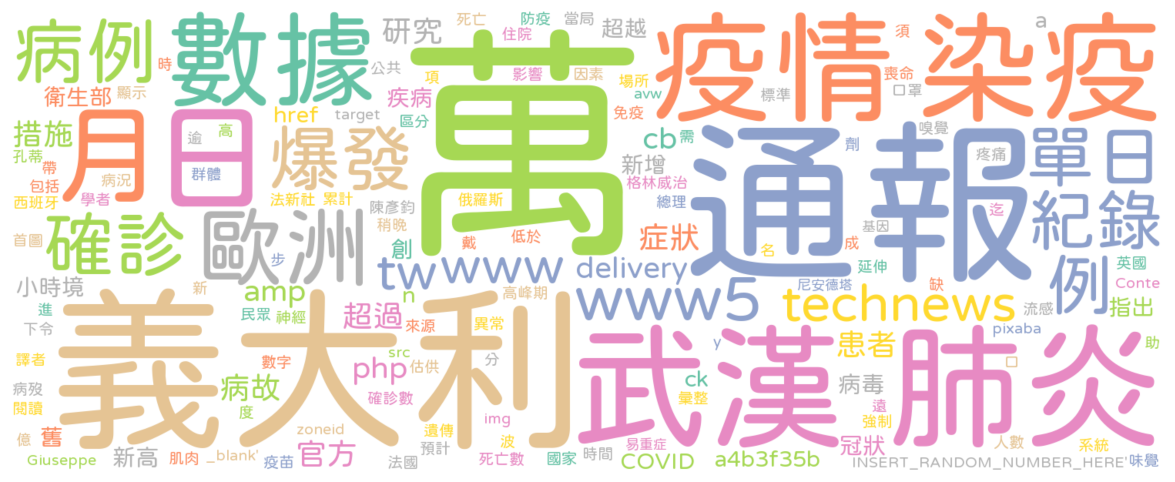 病例
數據
研究
死亡
防疫
當局
住院
超越
萬
疫情
染疫
須
a
時
公共
項
影響
因素
場所
喪命
口罩
衛生部
顯示
疾病
avw
標準
免疫
href
target
區分
措施
月
日
逾
高
爆發
cb
需
通報
劑
嗅覺
單日
孔蒂
帶
病況
群體
新增
疼痛
包括
學者
格林威治
西班牙
法新社
累計
俄羅斯
總理
紀錄
陳彥鈞
稍晚
迄
基因
確診
歐洲
首圖
創
戴
低於
症狀
名
成
步
tw
www
delivery
延伸
例
英國
小時境
新
amp
n
高峰期
www5
尼安德塔
缺
Conte
technews
指出
進
民眾
神經
超過
來源
異常
流感
下令
義大利
武漢
肺炎
pixaba
助
譯者
數字
src
估供
分
y
患者
口
病歿
病故
php
ck
病毒
閱讀
度
確診數
彙整
遠
強制
億
舊
zoneid
遺傳
img
冠狀
人數
系統
預計
波
易重症
Giuseppe
新高
肌肉
_blank'
疫苗
官方
法國
死亡數
國家
時間
COVID
a4b3f35b
INSERT_RANDOM_NUMBER_HERE'
味覺